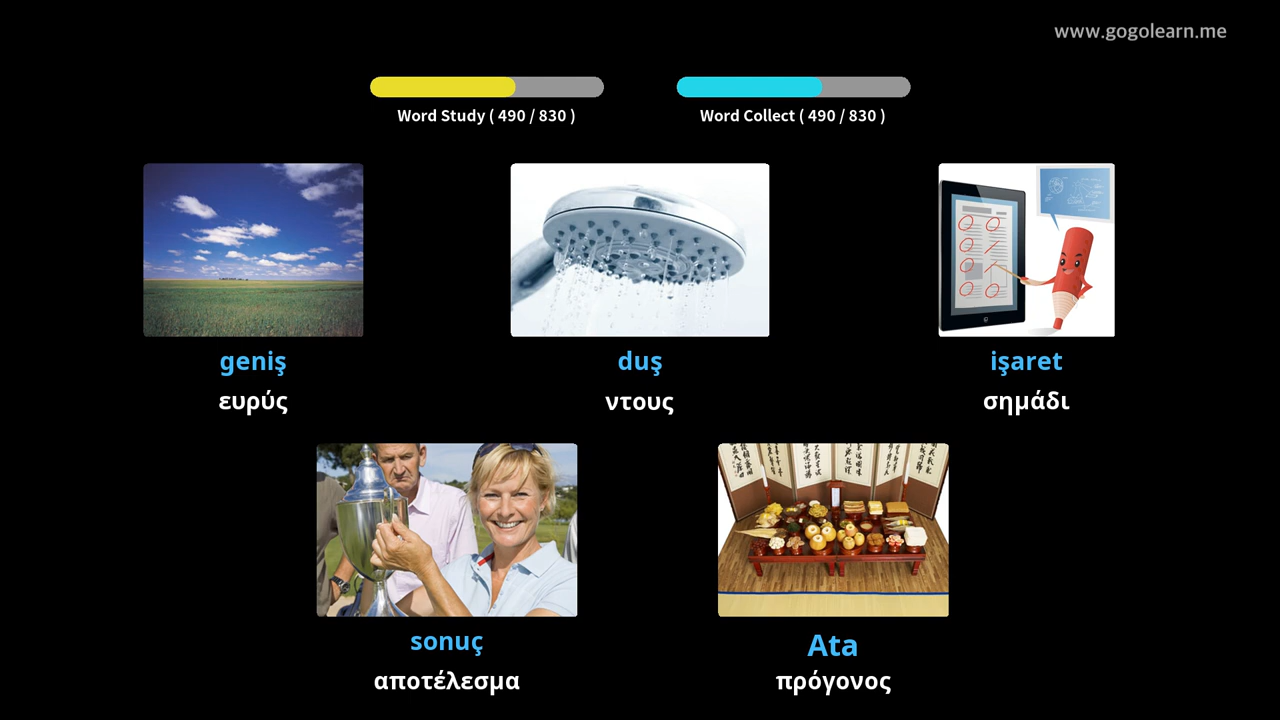 www.gogolearn.me
Word Study ( 490 / 830 )
Word Collect ( 490 / 830 )
geniş
ευρύς
duş
ντους
işaret
σημάδι
sonuç
αποτέλεσμα
Ata
πρόγονος